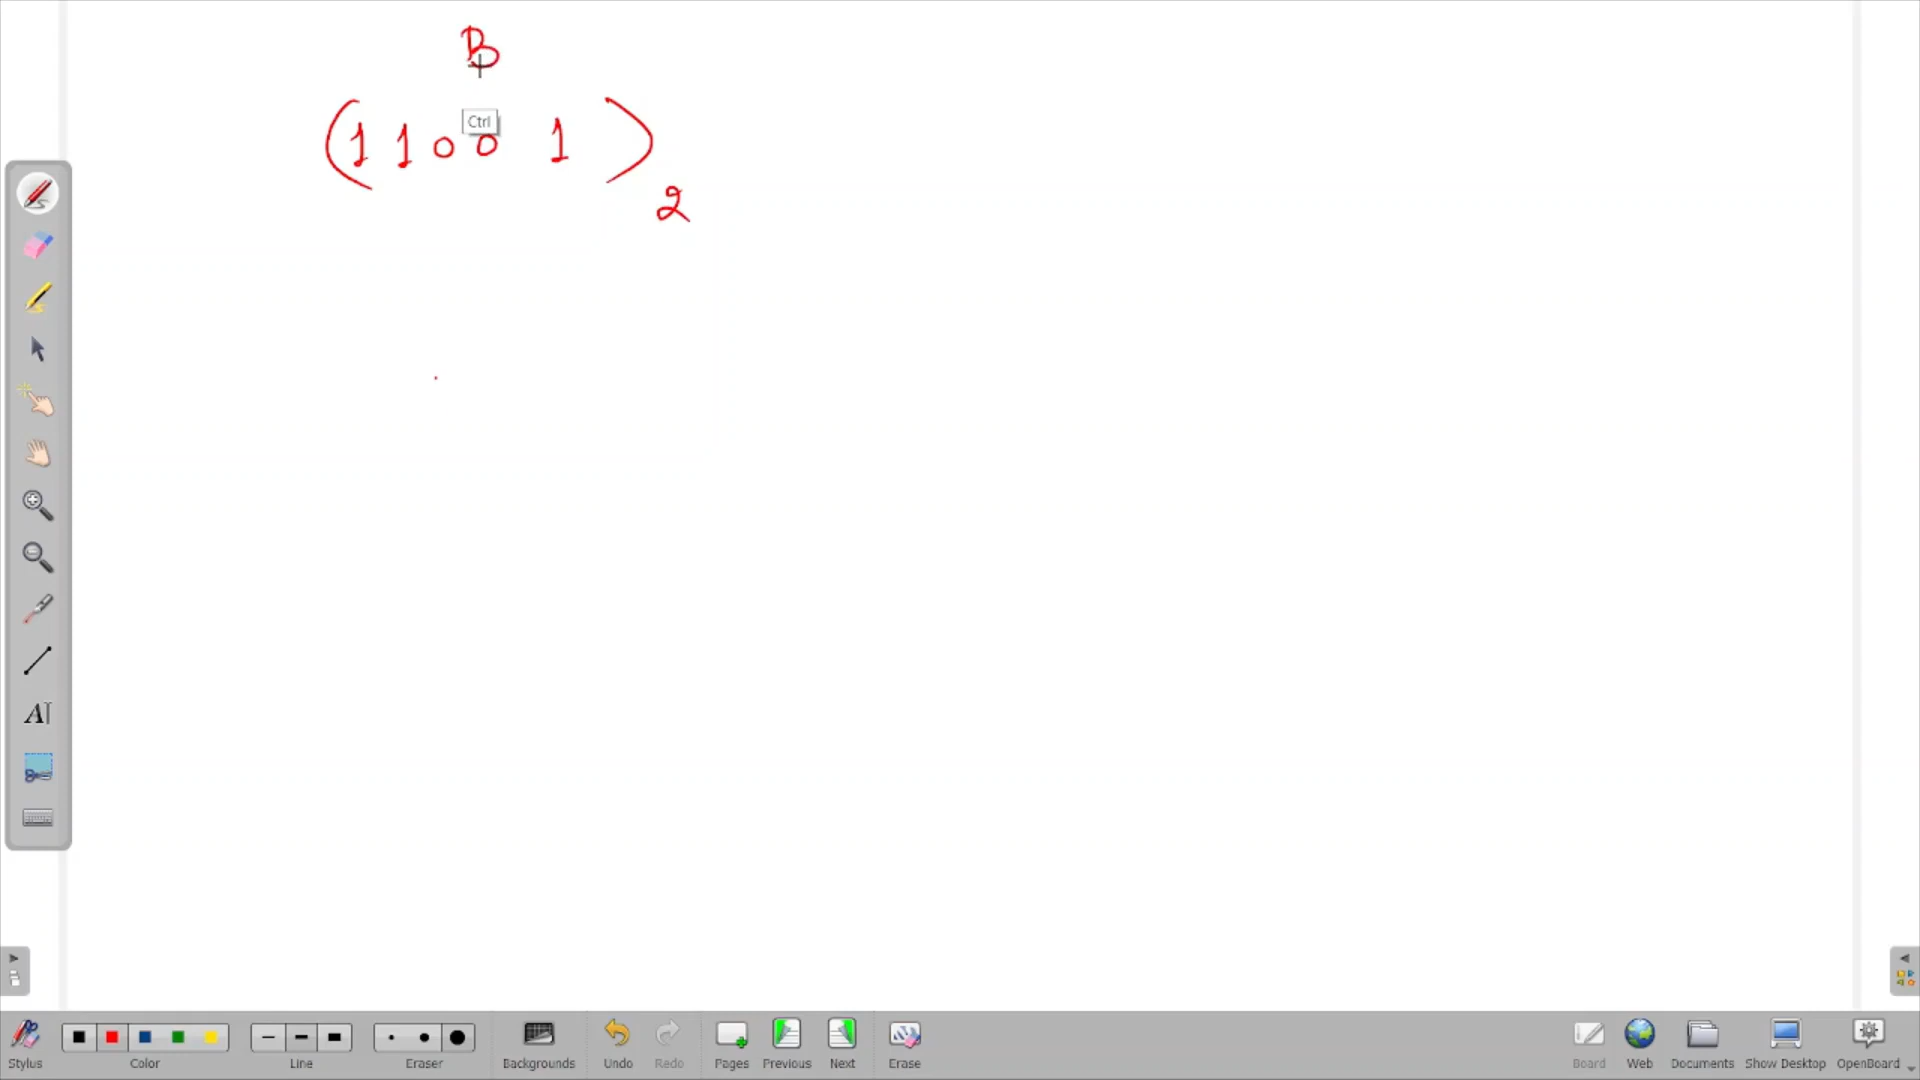 B
Ctrl
(1 1 0 0 1)
2
AI
Stylus
Color
Line
Eraser
Backgrounds
Undo
Redo
Pages
Previous
Next
Erase
Board
Web
Documents
Show Desktop
OpenBoard